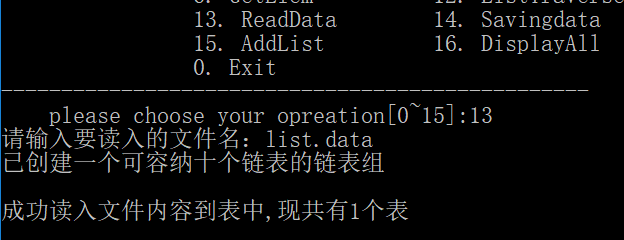 13. ReadData 14. Savingdata
15. AddList 16. DisplayAll
0. Exit
----------------------------------------------------
please choose your opreation[0~15]:13
请输入要读入的文件名: list.data
已创建一个可容纳十个链表的链表组
成功读入文件内容到表中,现共有1个表